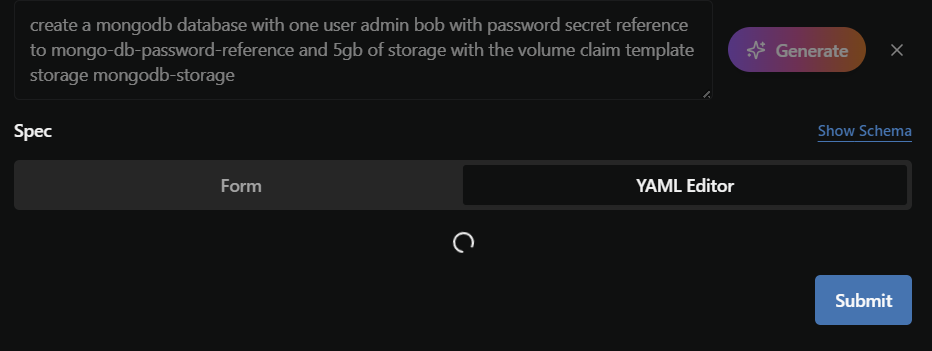 create a mongodb database with one user admin bob with password secret reference
to mongo-db-password-reference and 5gb of storage with the volume claim template
storage mongodb-storage
Generate
Spec
Show Schema
Form
YAML Editor
Submit